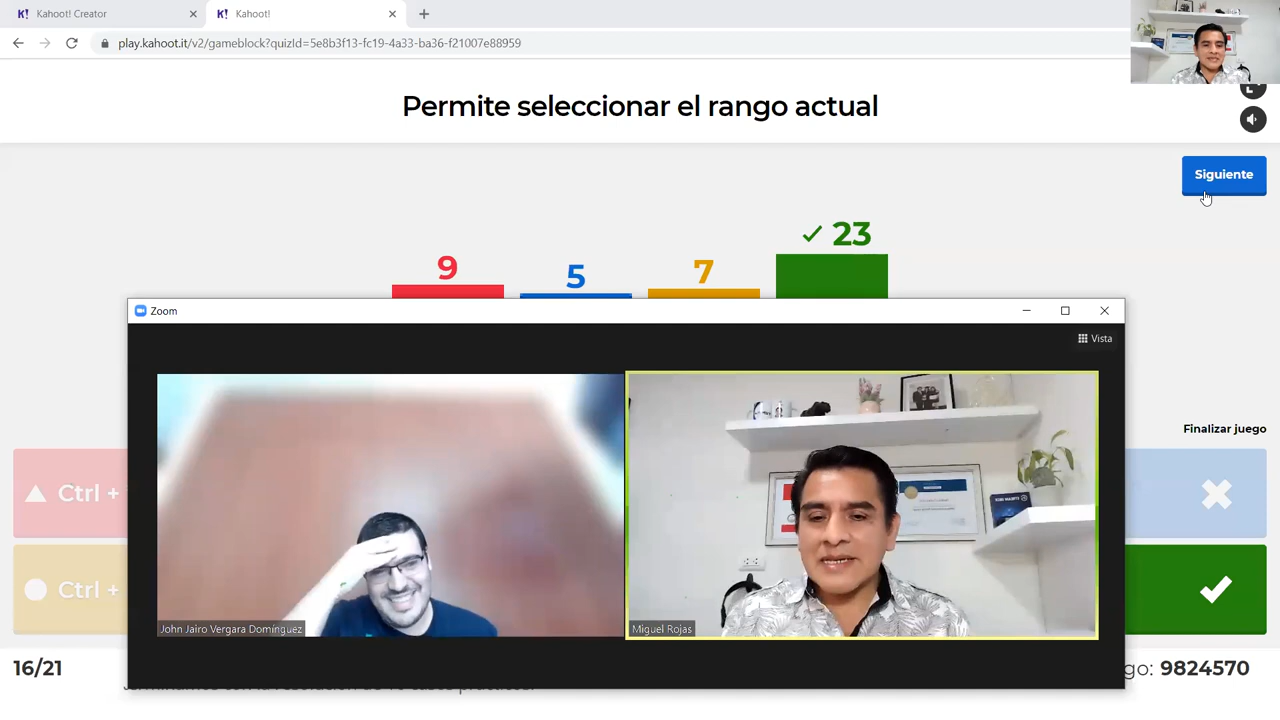 Kahoot! Creator
Kahoot!
play.kahoot.it/v2/gameblock?quizId=5e8b3f13-fc19-4a33-ba36-f21007e88959
Permite seleccionar el rango actual
Siguiente
9
5
7
23
Zoom
Vista
Finalizar juego
Ctrl +
Ctrl +
John Jairo Vergara Domínguez
Miguel Rojas
16/21
go: 9824570